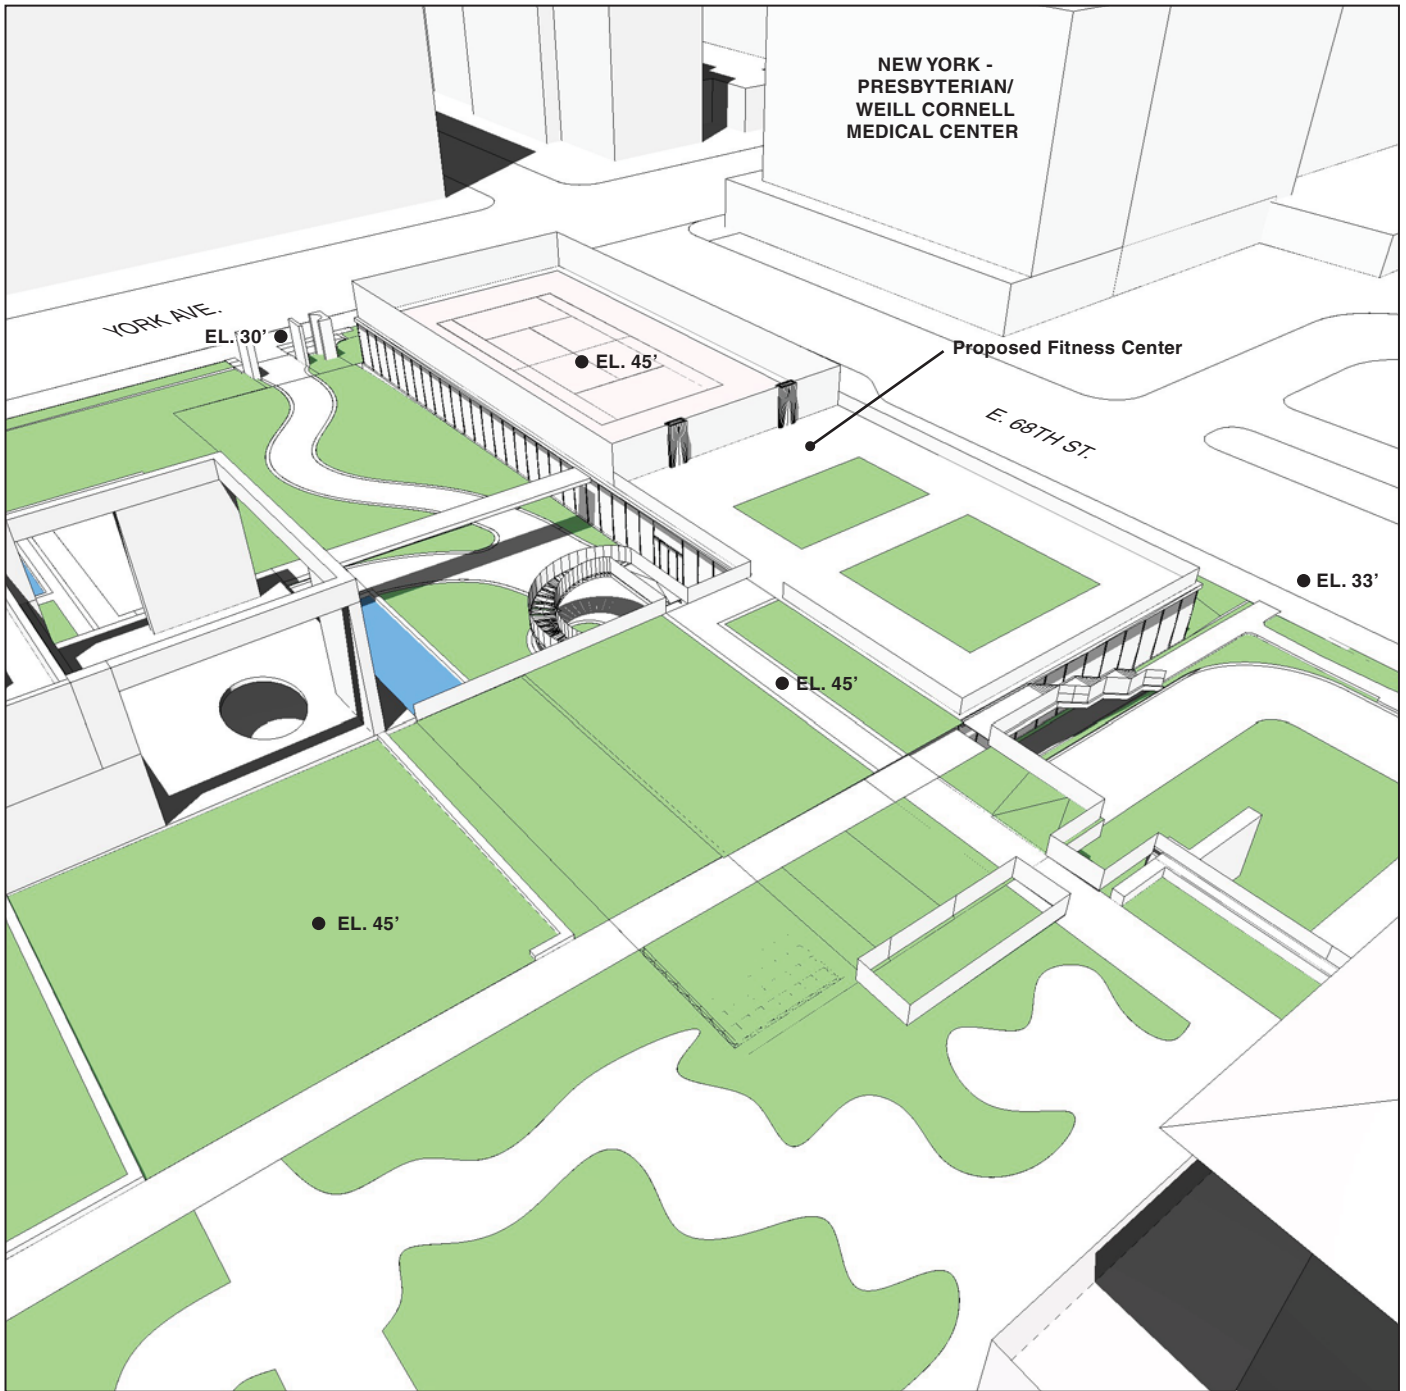 NEW YORK -
PRESBYTERIAN/
WEILL CORNELL
MEDICAL CENTER
YORK AVE.
EL. 30’
EL. 45’
Proposed Fitness Center
E. 68TH ST.
EL. 33’
EL. 45’
EL. 45’